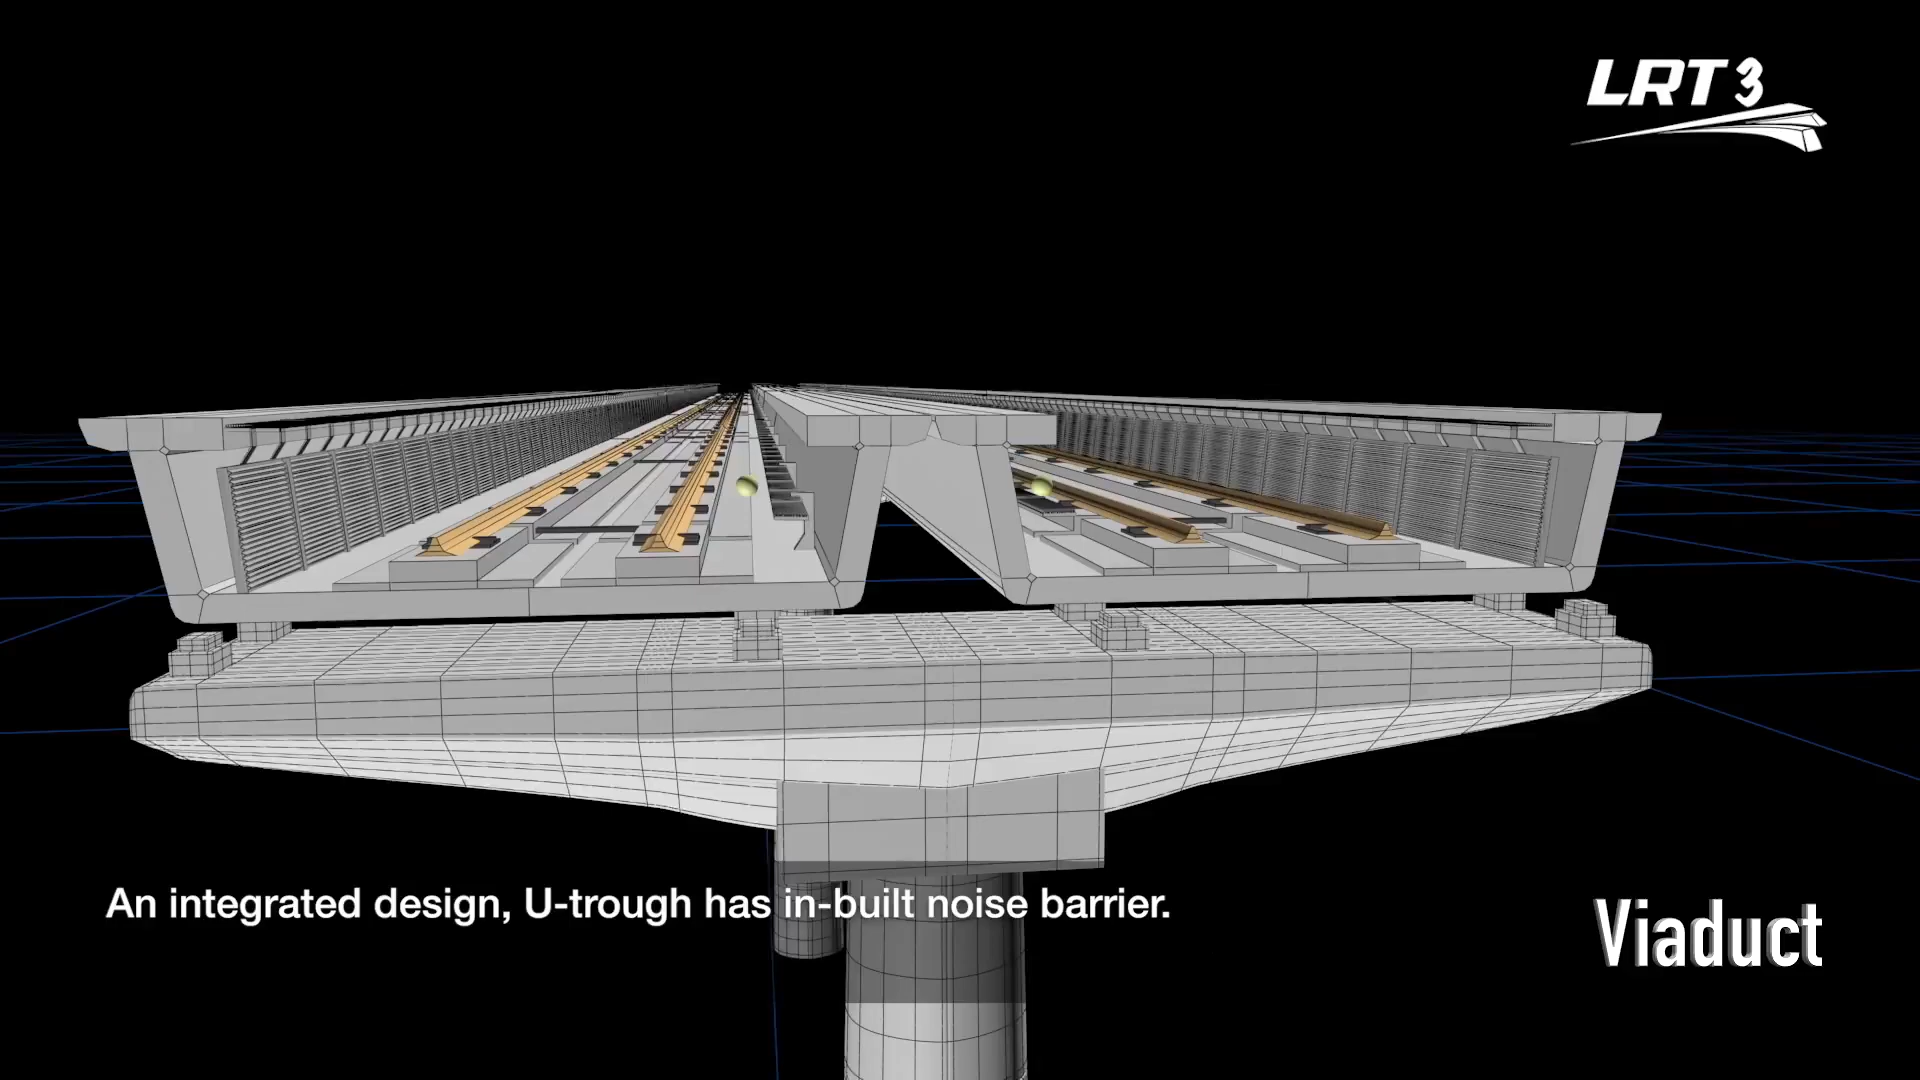 LRT 3
An integrated design, U-trough has in-built noise barrier.
Viaduct